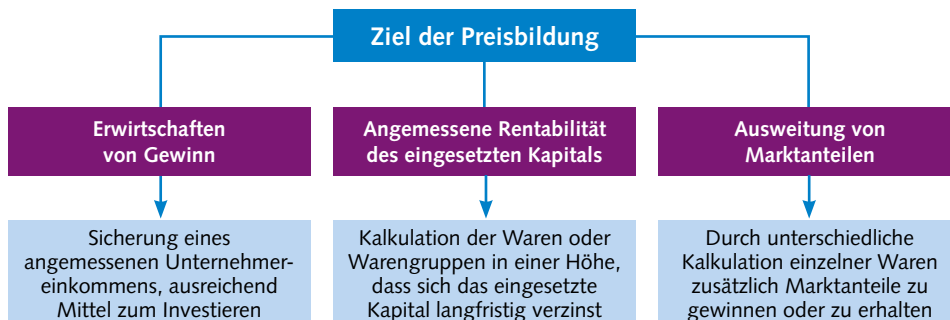 Ziel der Preisbildung
Erwirtschaften
von Gewinn
Sicherung eines
angemessenen Unternehmer-
einkommens, ausreichend
Mittel zum Investieren
Angemessene Rentabilität
des eingesetzten Kapitals
Kalkulation der Waren oder
Warengruppen in einer Höhe,
dass sich das eingesetzte
Kapital langfristig verzinst
Ausweitung von
Marktanteilen
Durch unterschiedliche
Kalkulation einzelner Waren
zusätzlich Marktanteile zu
gewinnen oder zu erhalten